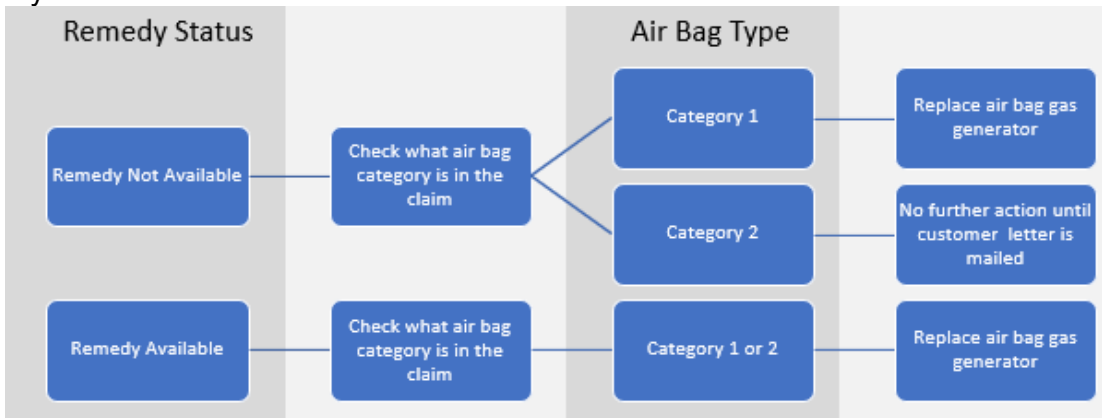 Remedy Status
Air Bag Type
Remedy Not Available
Check what air bag
category is in the
claim
Category 1
Replace air bag gas
generator
Category 2
No further action until
customer letter is
mailed
Remedy Available
Check what air bag
category is in the
claim
Category 1 or 2
Replace air bag gas
generator